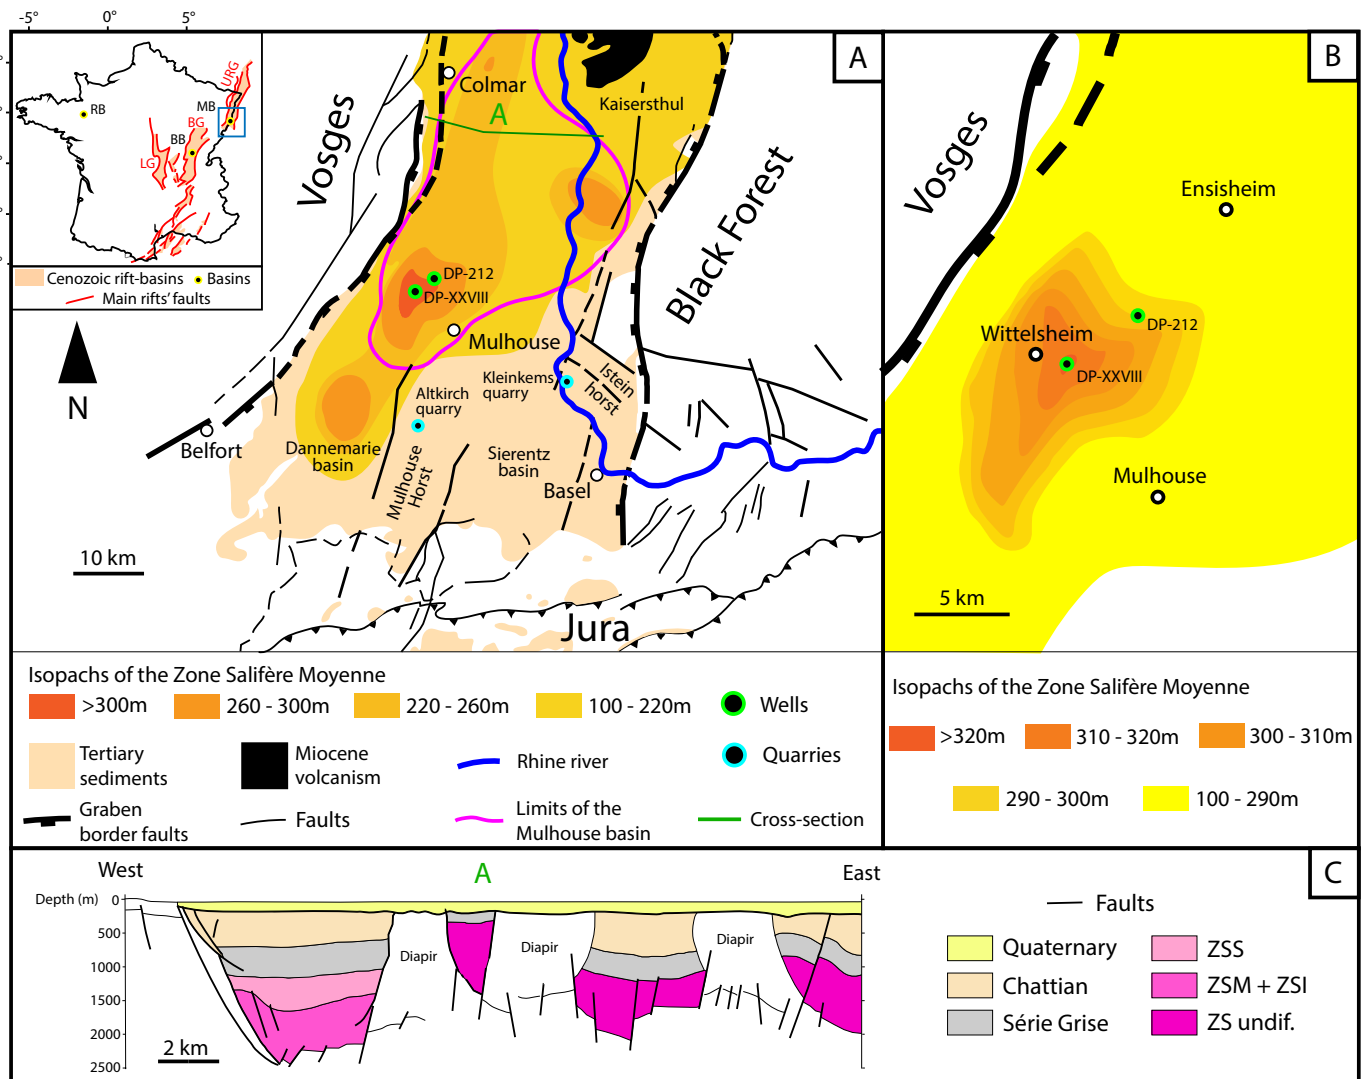 -5°
0°
5°
URG
RB
MB
BG
BB
LG
Cenozoic rift-basins
Basins
Main rifts' faults
N
10 km
A
Vosges
Colmar
A
Kaisersthul
Black Forest
DP-212
DP-XXVIII
Mulhouse
Kleinkems
quarry
Istein
horst
Altkirch
quarry
Belfort
Dannemarie
basin
Mulhouse
Horst
Sierentz
basin
Basel
Jura
B
Vosges
Ensisheim
Wittelsheim
DP-212
DP-XXVIII
Mulhouse
5 km
Isopachs of the Zone Salifère Moyenne
>300m
260 - 300m
220 - 260m
100 - 220m
Wells
Tertiary
sediments
Miocene
volcanism
Rhine river
Quarries
Graben
border faults
Faults
Limits of the
Mulhouse basin
Cross-section
Isopachs of the Zone Salifère Moyenne
>320m
310 - 320m
300 - 310m
290 - 300m
100 - 290m
C
West
A
East
Depth (m)
0
500
1000
1500
2000
2500
Diapir
Diapir
Diapir
2 km
Faults
Quaternary
ZSS
Chattian
ZSM + ZSI
Série Grise
ZS undif.